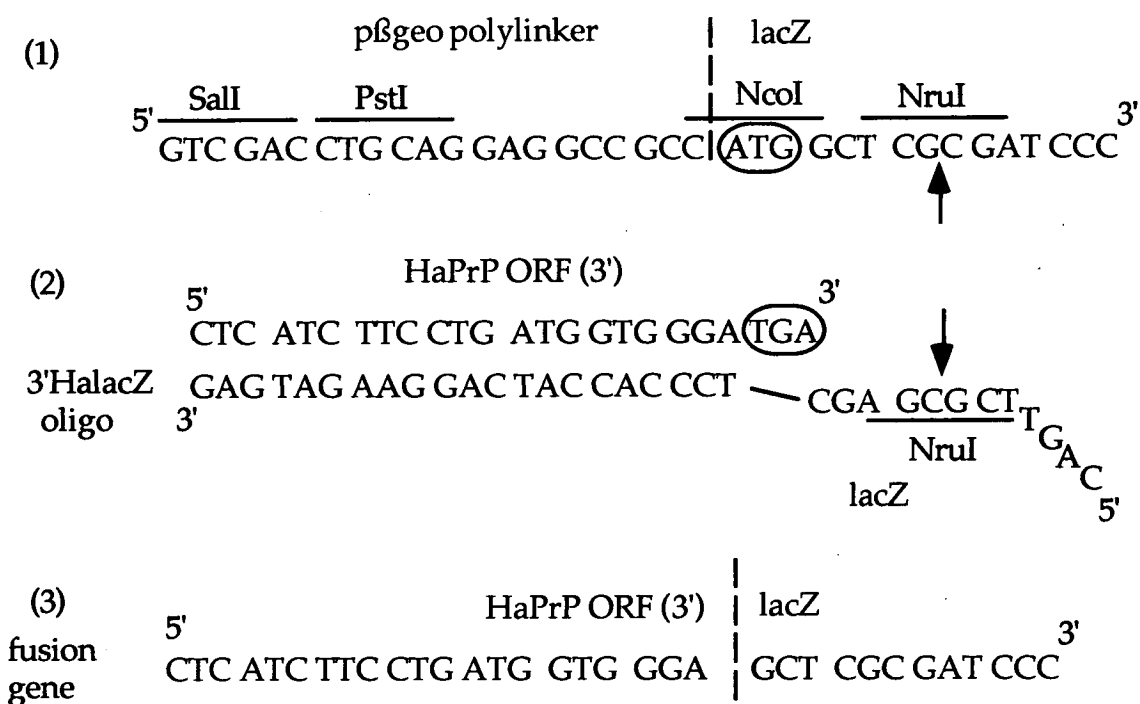 (1)
pßgeo polylinker
lacZ
SalI PstI NcoI NruI
5' GTC GAC CTG CAG GAG GCC GCC ATG GCT CGC GAT CCC 3'
(2)
HaPrP ORF (3')
5' 3'
CTC ATC TTC CTG ATG GTG GGA TGA
3'HalacZ oligo
GAG TAG AAG GAC TAC CAC CCT CGA GCG CT T G A C
3' 5'
NruI
lacZ
(3)
HaPrP ORF (3') lacZ
5' 3'
fusion gene
CTC ATC TTC CTG ATG GTG GGA GCT CGC GAT CCC